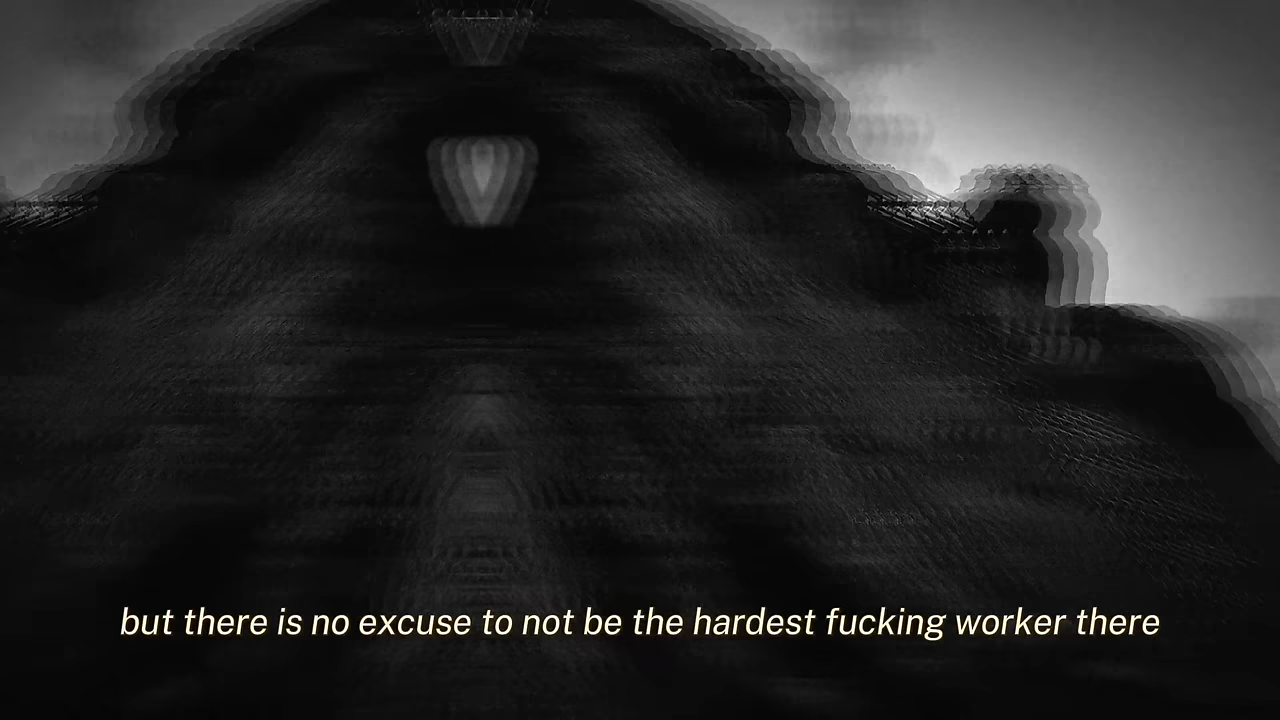 but there is no excuse to not be the hardest fucking worker there